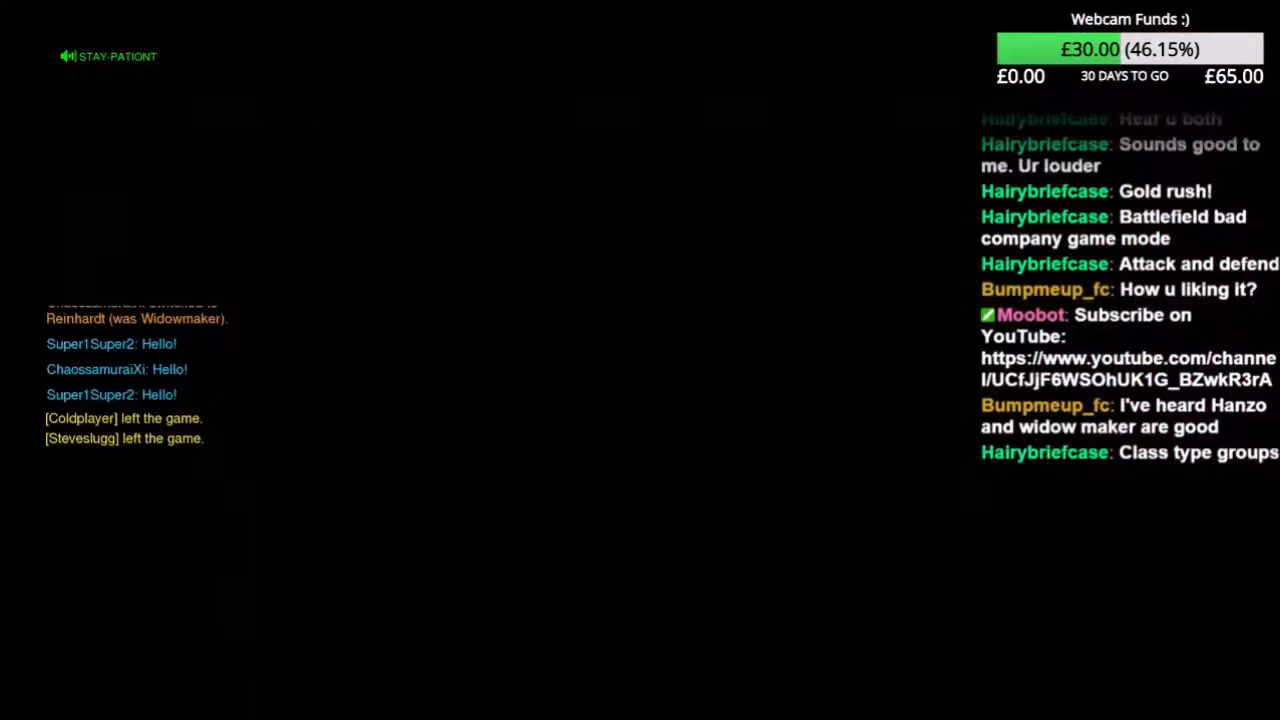 Webcam Funds :)
STAY-PATIONT
£30.00 (46.15%)
£0.00 30 DAYS TO GO £65.00
Hairybriefcase: Hear u both
Hairybriefcase: Sounds good to
me. Ur louder
Hairybriefcase: Gold rush!
Hairybriefcase: Battlefield bad
company game mode
Hairybriefcase: Attack and defend
Bumpmeup_fc: How u liking it?
Moobot: Subscribe on
YouTube:
https://www.youtube.com/channe
l/UCfJjF6WSOhUK1G_BZwkR3rA
Bumpmeup_fc: I've heard Hanzo
and widow maker are good
Hairybriefcase: Class type groups
Reinhardt (was Widowmaker).
Super1Super2: Hello!
ChaossamuraiXi: Hello!
Super1Super2: Hello!
[Coldplayer] left the game.
[Steveslugg] left the game.